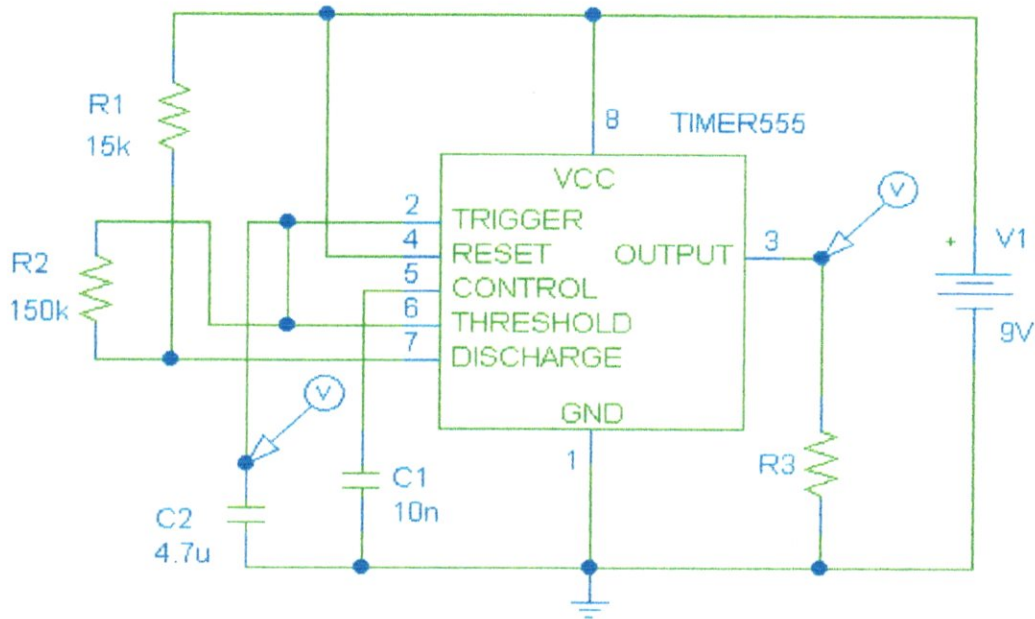 R1
15k
8
TIMER555
VCC
2
TRIGGER
V
4
RESET
OUTPUT
3
V1
+
R2
5
CONTROL
150k
6
THRESHOLD
9V
7
DISCHARGE
V
GND
1
R3
C1
10n
C2
4.7u